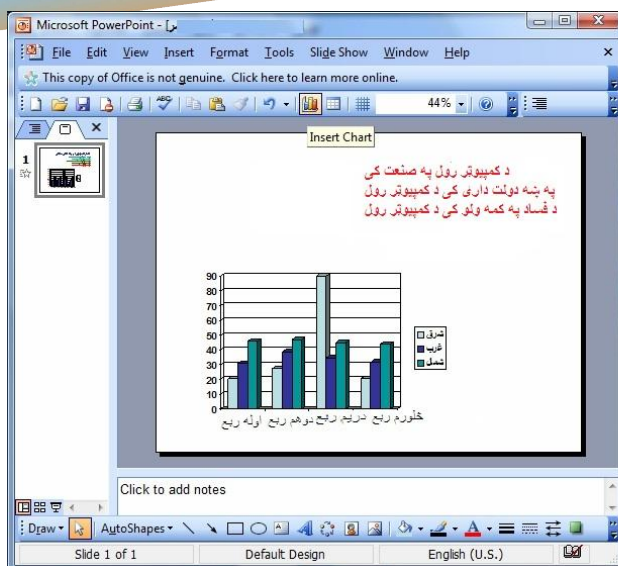 Microsoft PowerPoint - [
File Edit View Insert Format Tools Slide Show Window Help
This copy of Office is not genuine. Click here to learn more online.
44%
Insert Chart
1
د کمپیوټر رول په صنعت کی
په ښه دولت داری کی د کمپیوټر رول
د فساد په کمه ولو کی د کمپیوټر رول
90
80
70
60
50
40
30
20
10
0
شرق
غرب
شمل
اوله ربع دوهم ربع دریم ربع څلورم ربع
Click to add notes
Draw AutoShapes
Slide 1 of 1 Default Design English (U.S.)